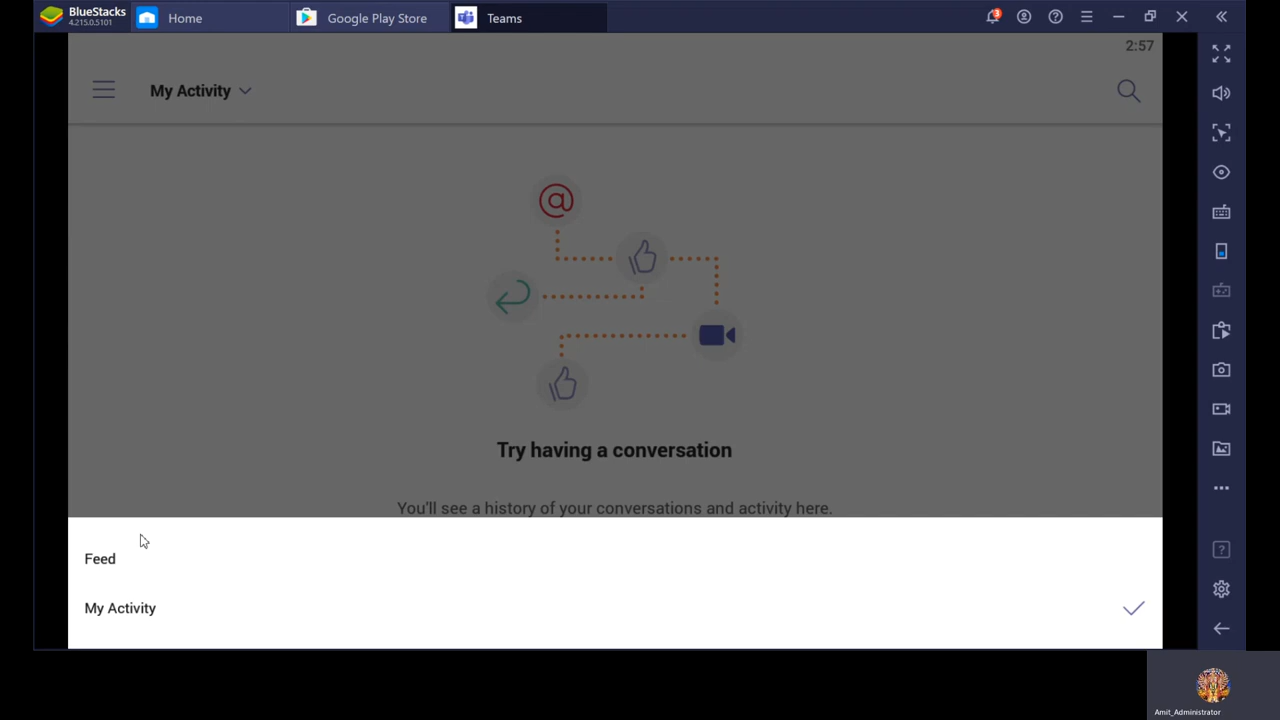 BlueStacks
4.215.0.5101
Home
Google Play Store
Teams
3
2:57
My Activity
Try having a conversation
You'll see a history of your conversations and activity here.
Feed
My Activity
Amit_Administrator